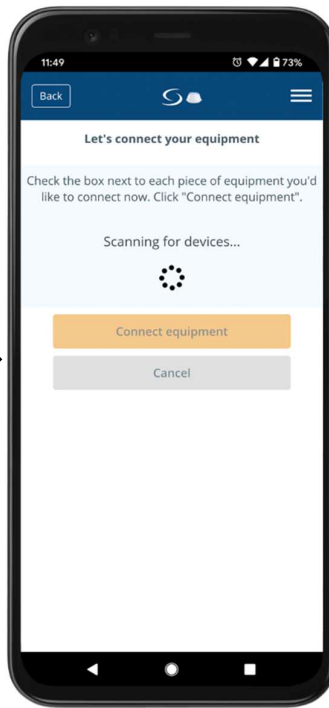 11:49
73%
Back
Let's connect your equipment
Check the box next to each piece of equipment you'd
like to connect now. Click "Connect equipment".
Scanning for devices...
Connect equipment
Cancel